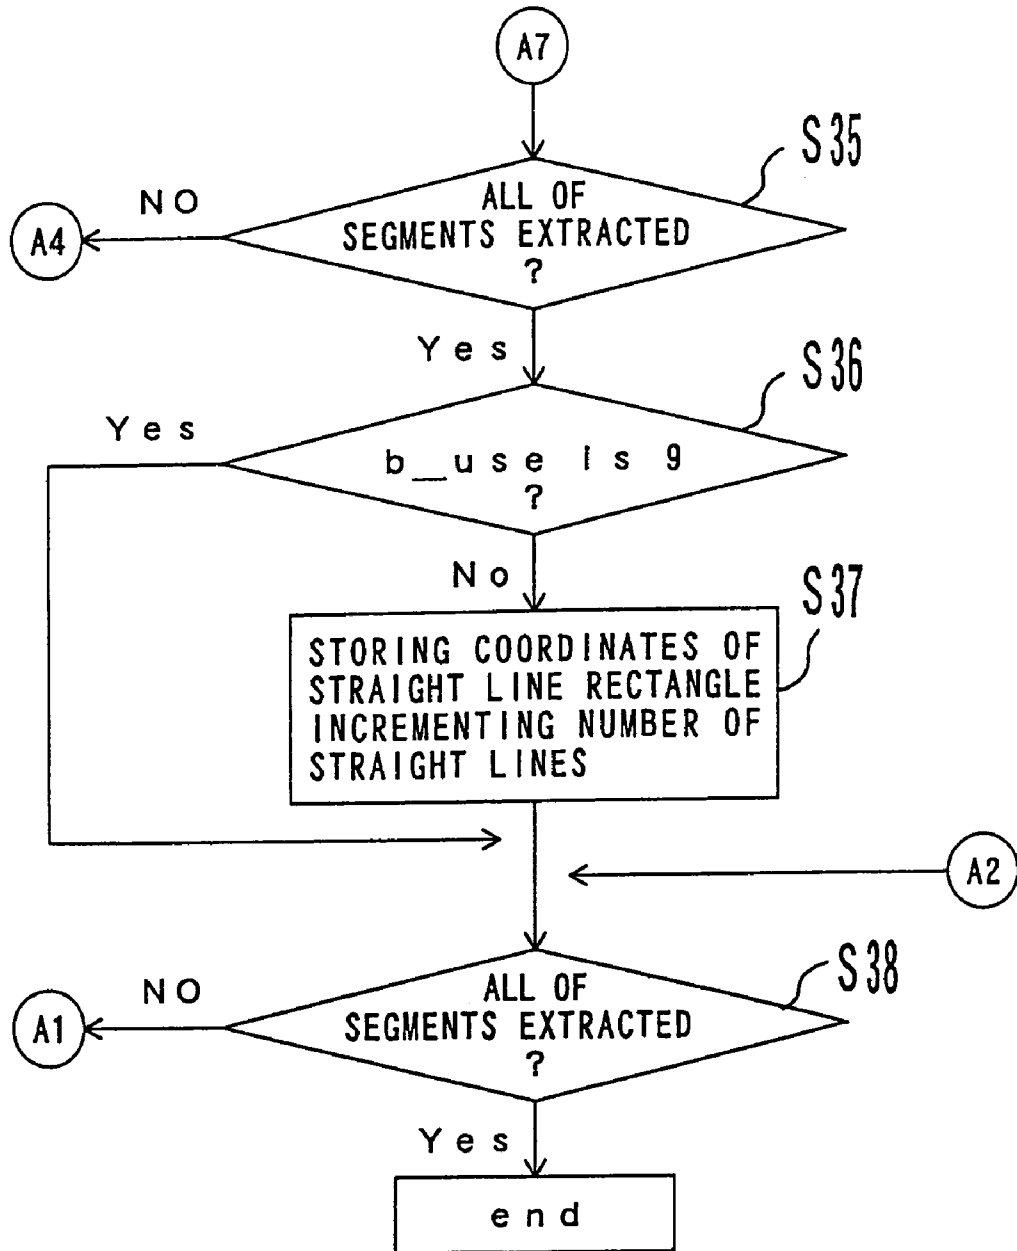 A7
S35
NO
ALL OF
A4
SEGMENTS EXTRACTED
?
Yes
S36
Yes
b_use is 9
?
No
S37
STORING COORDINATES OF
STRAIGHT LINE RECTANGLE
INCREMENTING NUMBER OF
STRAIGHT LINES
A2
S38
NO
ALL OF
A1
SEGMENTS EXTRACTED
?
Yes
end